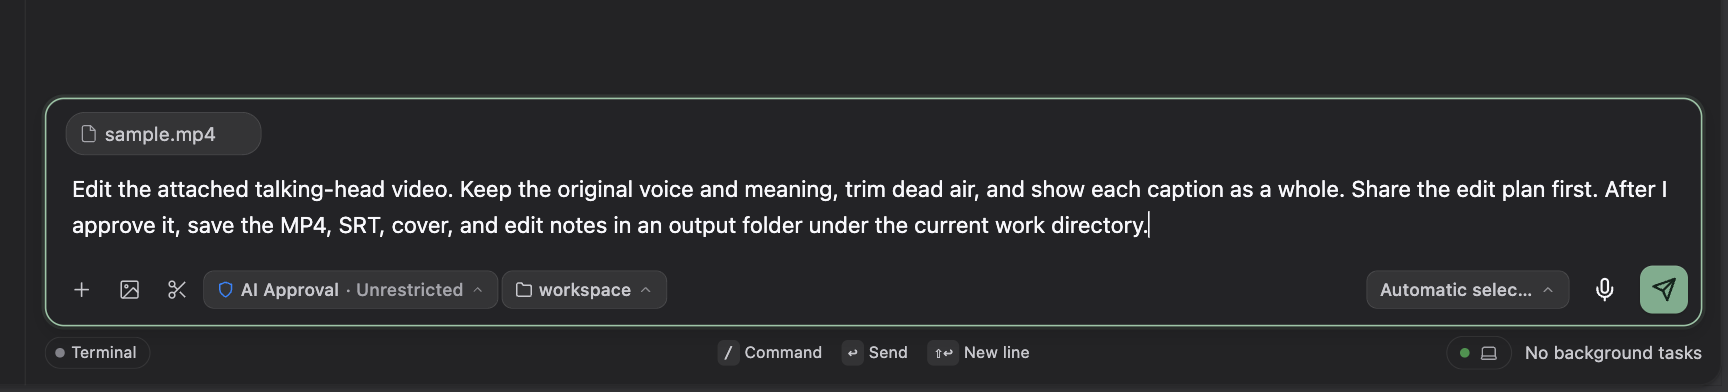 sample.mp4
Edit the attached talking-head video. Keep the original voice and meaning, trim dead air, and show each caption as a whole. Share the edit plan first. After I
approve it, save the MP4, SRT, cover, and edit notes in an output folder under the current work directory.
AI Approval · Unrestricted workspace Automatic selec...
Terminal / Command ↩ Send ⇧↩ New line No background tasks